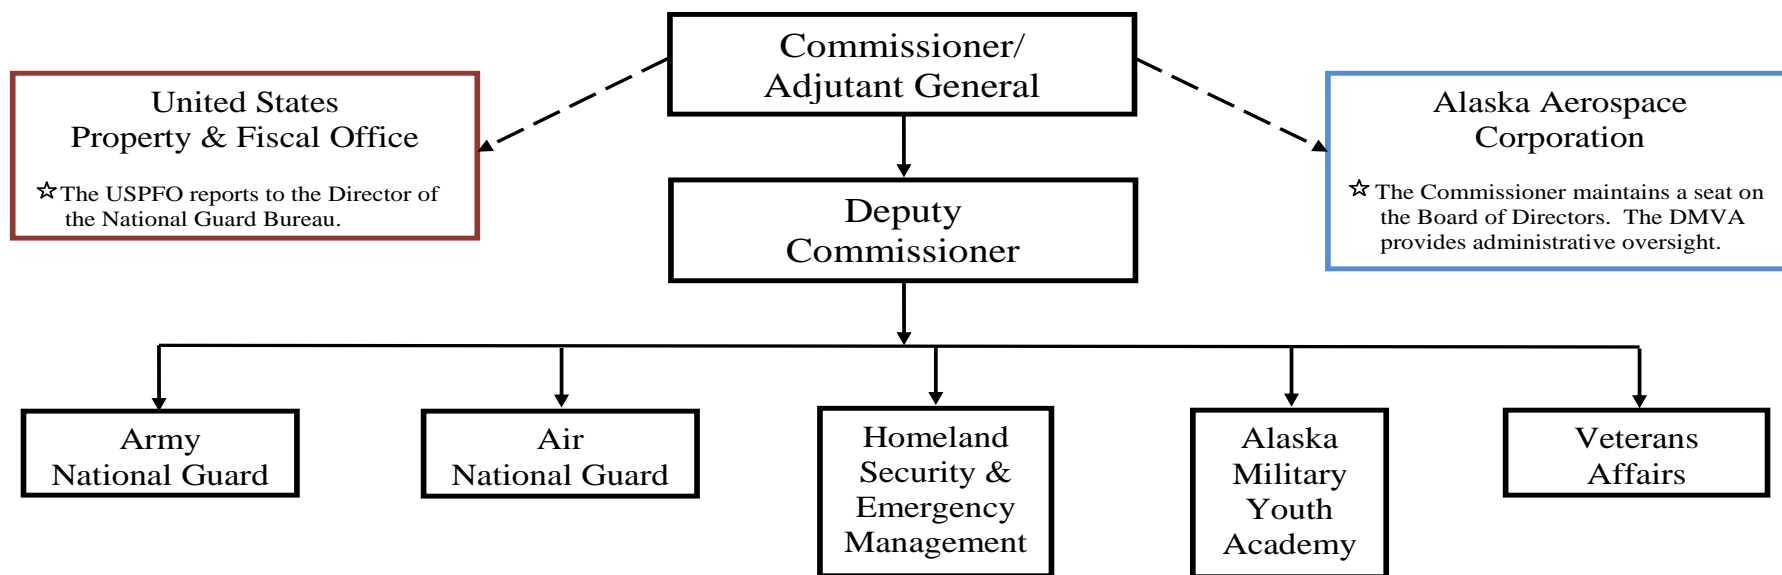 Commissioner/
Adjutant General
United States
Property & Fiscal Office
☆ The USPFO reports to the Director of
the National Guard Bureau.
Alaska Aerospace
Corporation
☆ The Commissioner maintains a seat on
the Board of Directors.  The DMVA
provides administrative oversight.
Deputy
Commissioner
Army
National Guard
Air
National Guard
Homeland
Security &
Emergency
Management
Alaska
Military
Youth
Academy
Veterans
Affairs